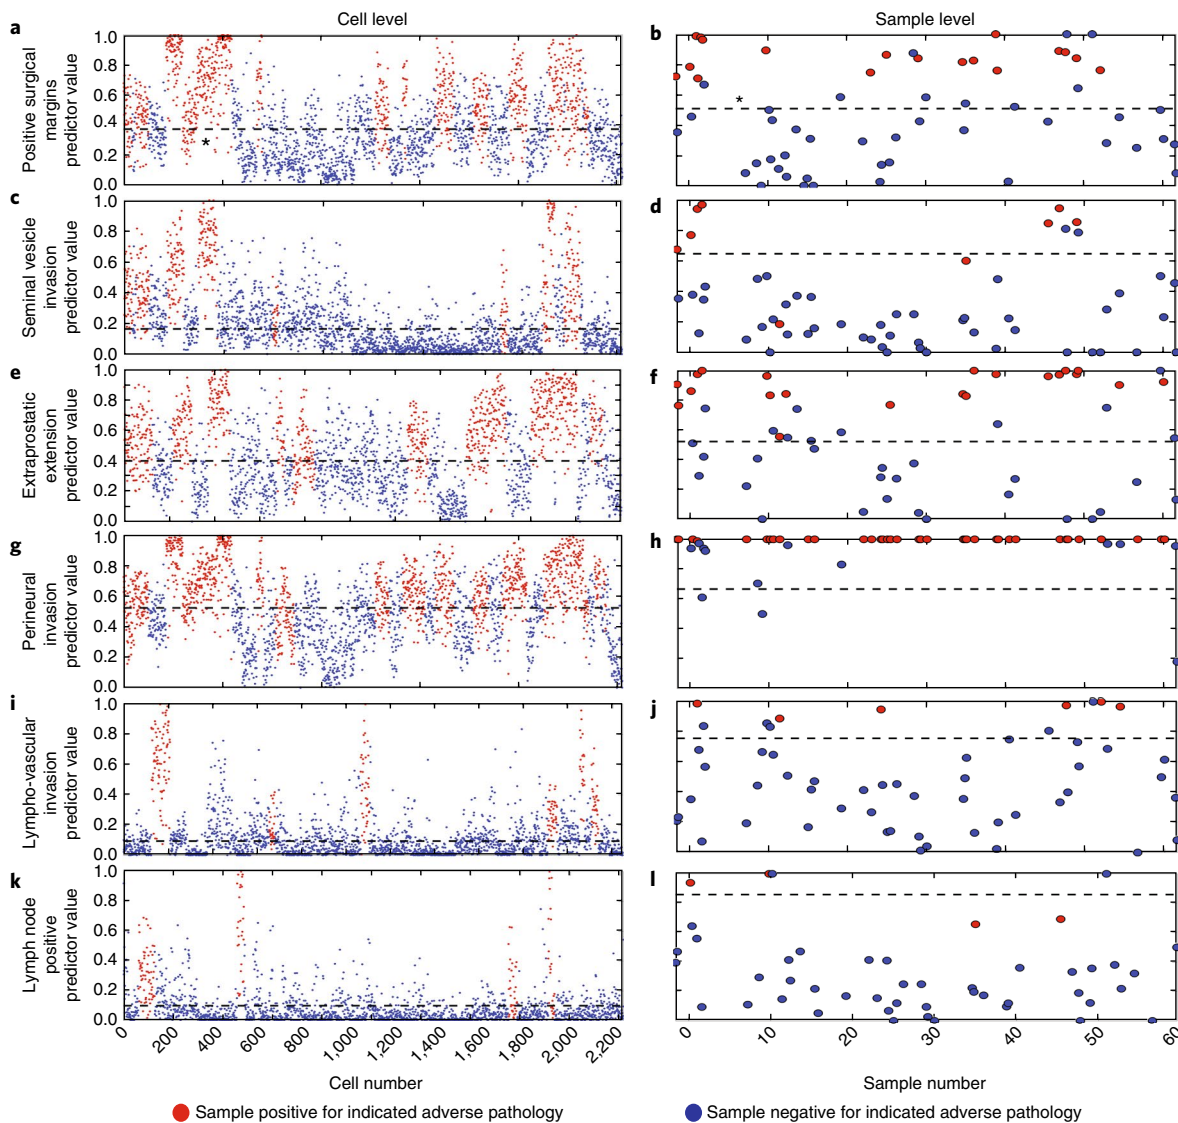 Cell level
Sample level
a
b
Positive surgical
margins
predictor value
1.0
0.8
0.6
0.4
0.2
0.0
*
*
c
d
Seminal vesicle
invasion
predictor value
1.0
0.8
0.6
0.4
0.2
0.0
e
f
Extraprostatic
extension
predictor value
1.0
0.8
0.6
0.4
0.2
0.0
g
h
Perineural
invasion
predictor value
1.0
0.8
0.6
0.4
0.2
0.0
i
j
Lympho-vascular
invasion
predictor value
1.0
0.8
0.6
0.4
0.2
0.0
k
l
Lymph node
positive
predictor value
1.0
0.8
0.6
0.4
0.2
0.0
0 200 400 600 800 1,000 1,200 1,400 1,600 1,800 2,000 2,200
0 10 20 30 40 50 60
Cell number
Sample number
Sample positive for indicated adverse pathology
Sample negative for indicated adverse pathology